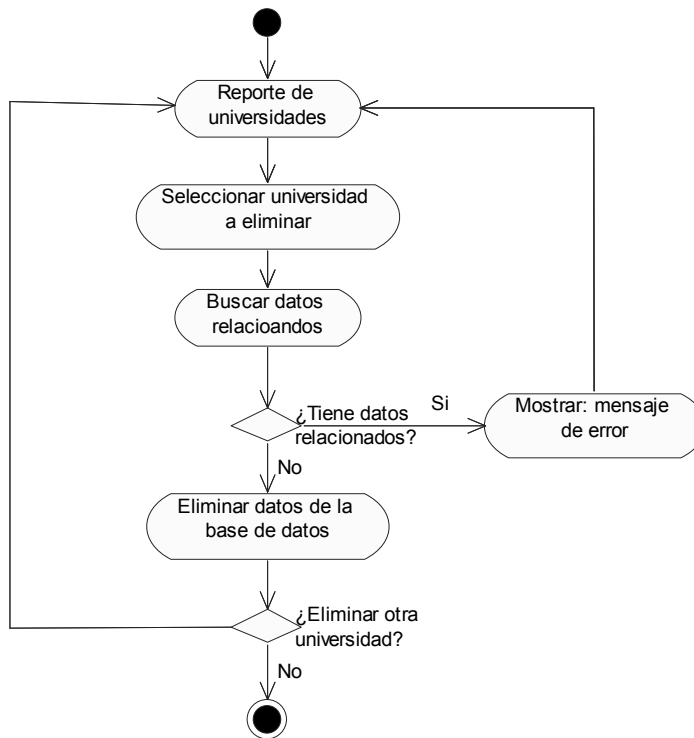 Reporte de
universidades
Seleccionar universidad
a eliminar
Buscar datos
relacioandos
¿Tiene datos
relacionados?
Si
Mostrar: mensaje
de error
No
Eliminar datos de la
base de datos
¿Eliminar otra
universidad?
No